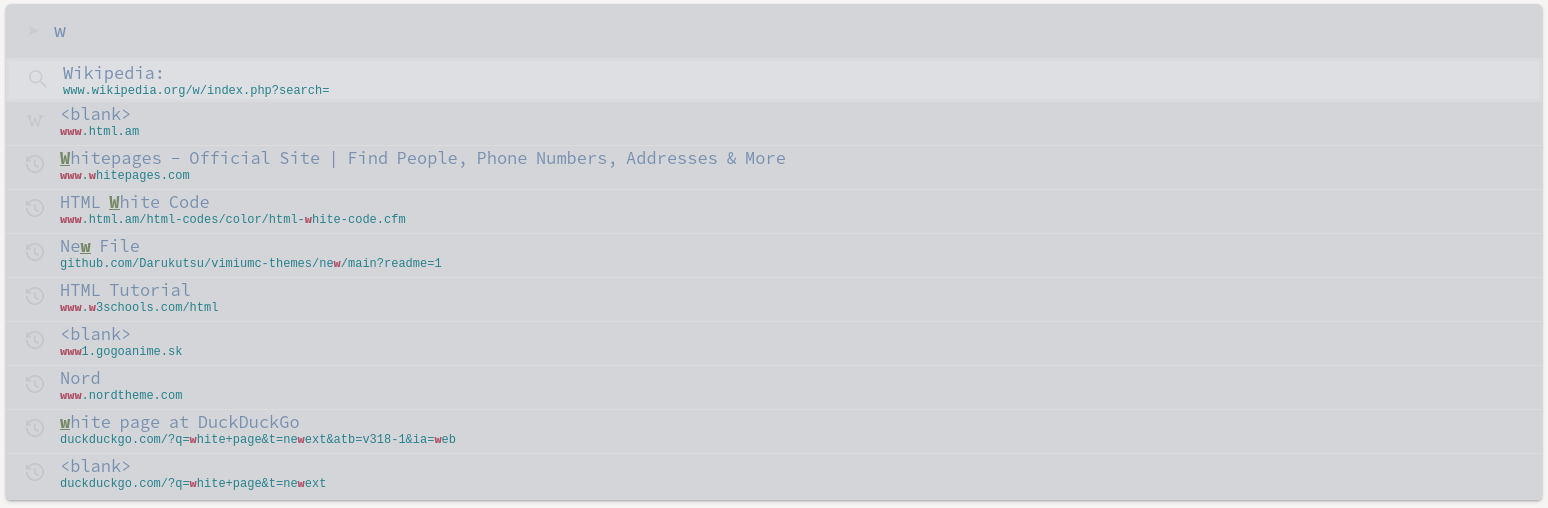 w
Wikipedia:
www.wikipedia.org/w/index.php?search=
W
<blank>
www.html.am
Whitepages - Official Site | Find People, Phone Numbers, Addresses & More
www.whitepages.com
HTML White Code
www.html.am/html-codes/color/html-white-code.cfm
New File
github.com/Darukutsu/vimiumc-themes/new/main?readme=1
HTML Tutorial
www.w3schools.com/html
<blank>
www1.gogoanime.sk
Nord
www.nordtheme.com
white page at DuckDuckGo
duckduckgo.com/?q=white+page&t=newext&atb=v318-1&ia=web
<blank>
duckduckgo.com/?q=white+page&t=newext